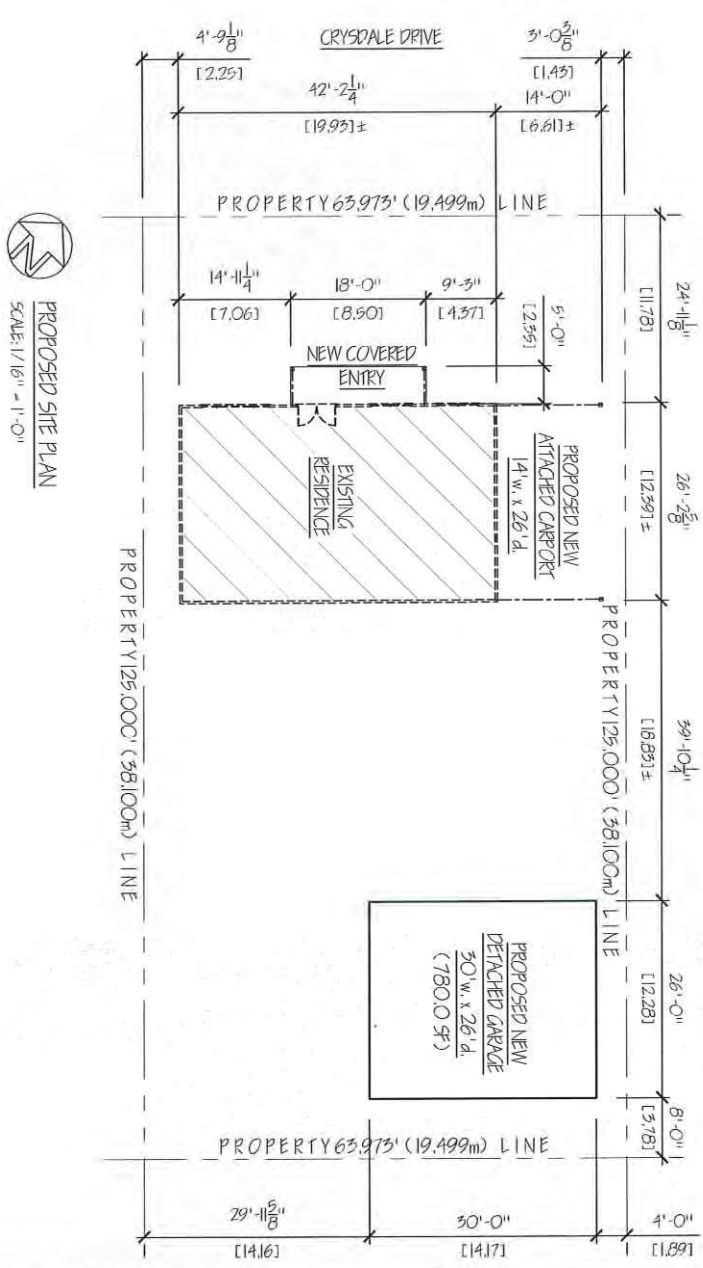 4'-9 1/8"
[2.25]
CRYSDALE DRIVE
3'-0 3/8"
[1.43]
42'-2 1/4"
[19.93]±
14'-0"
[6.61]±
PROPERTY 63.973' (19.499m) LINE
14'-11 1/4"
[7.06]
18'-0"
[8.50]
9'-3"
[4.37]
5'-0"
[2.35]
24'-11 1/8"
[11.78]
NEW COVERED
ENTRY
EXISTING
RESIDENCE
PROPOSED NEW
ATTACHED CARPORT
14'w. x 26'd.
26'-2 5/8"
[12.39]±
PROPERTY 125.000' (38.100m) LINE
PROPERTY 125.000' (38.100m) LINE
39'-10 1/4"
[18.83]±
PROPOSED NEW
DETACHED GARAGE
30'w. x 26'd.
(780.0 SF)
26'-0"
[12.28]
8'-0"
[3.78]
PROPERTY 63.973' (19.499m) LINE
29'-11 5/8"
[14.16]
30'-0"
[14.17]
4'-0"
[1.89]
N
PROPOSED SITE PLAN
SCALE: 1/16" = 1'-0"